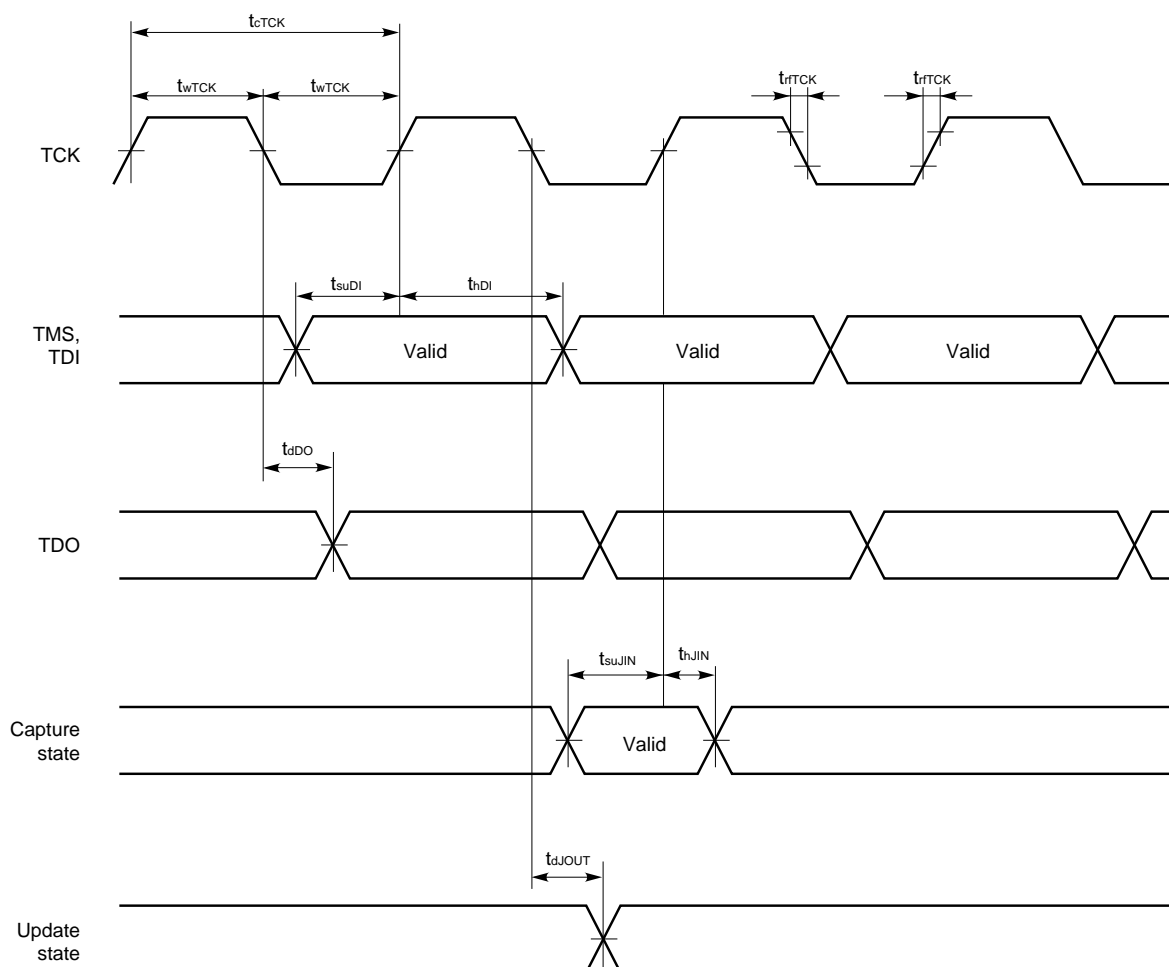 tcTCK
twTCK twTCK trfTCK trfTCK
TCK
tsuDI thDI
TMS,
TDI
Valid Valid Valid
tdDO
TDO
tsuJIN thJIN
Capture
state
Valid
tdJOUT
Update
state